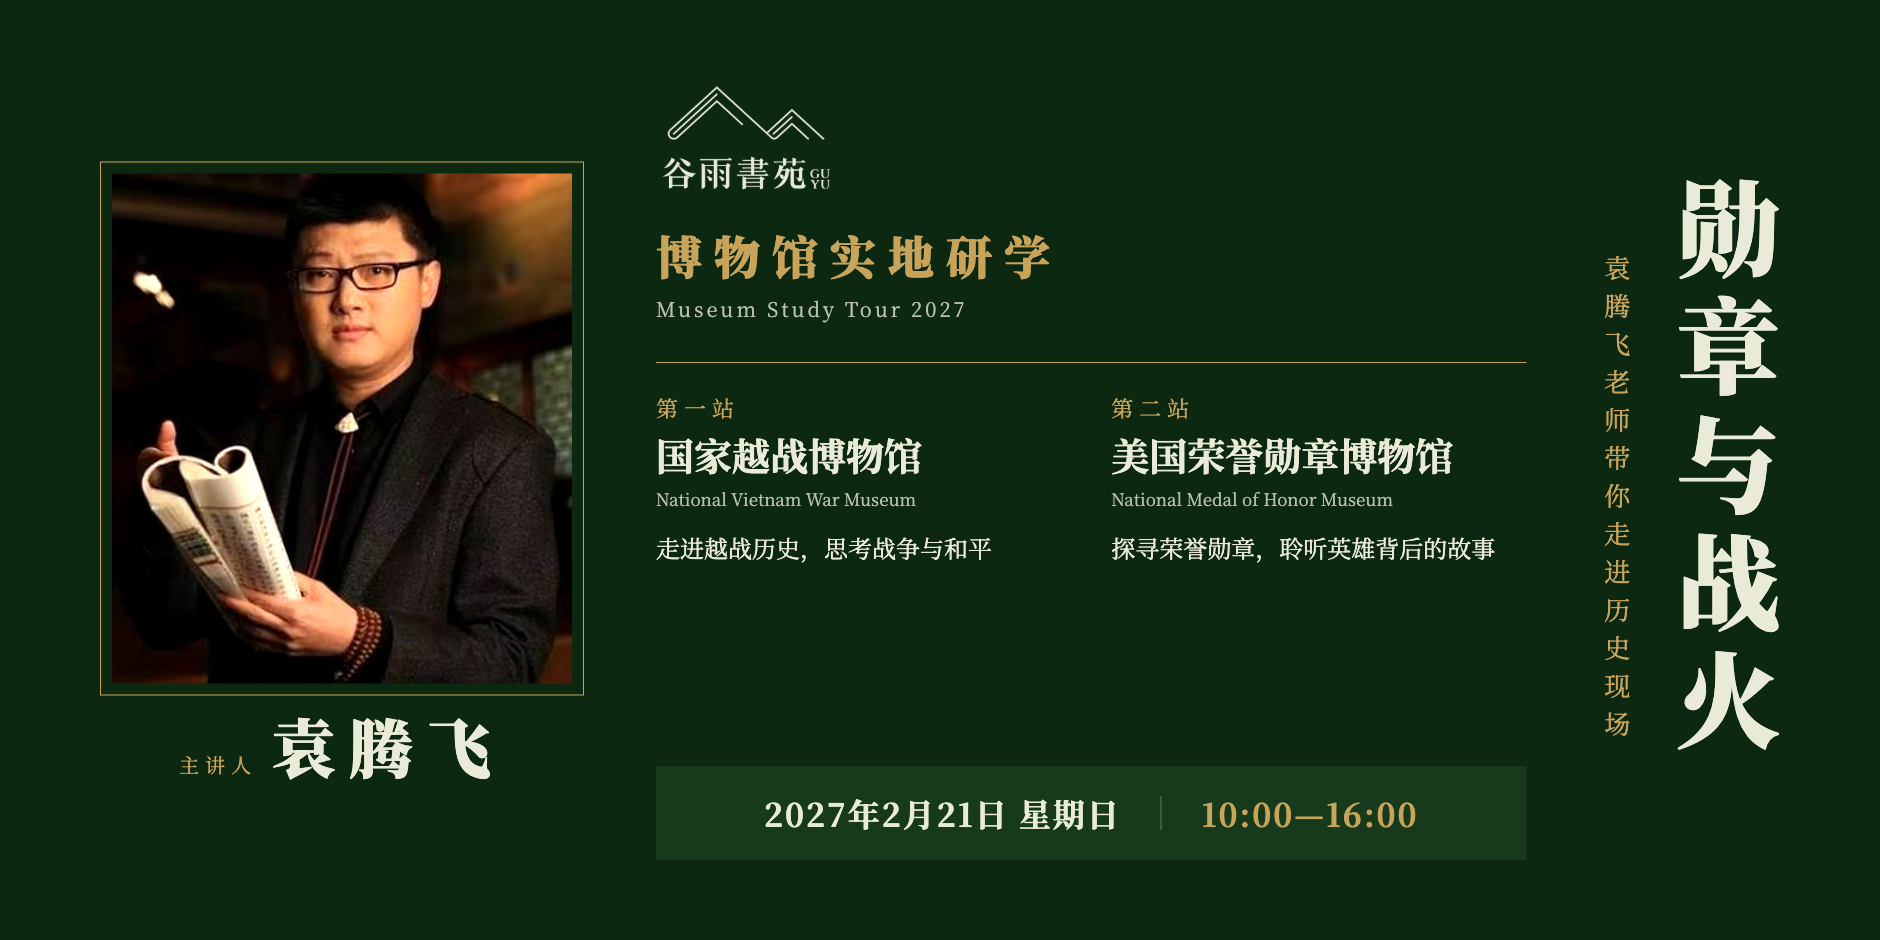 谷雨書苑 GU YU
博物馆实地研学
Museum Study Tour 2027
第一站
国家越战博物馆
National Vietnam War Museum
走进越战历史，思考战争与和平
第二站
美国荣誉勋章博物馆
National Medal of Honor Museum
探寻荣誉勋章，聆听英雄背后的故事
2027年2月21日 星期日
10:00—16:00
主讲人 袁腾飞
勋章与战火
袁腾飞老师带你走进历史现场